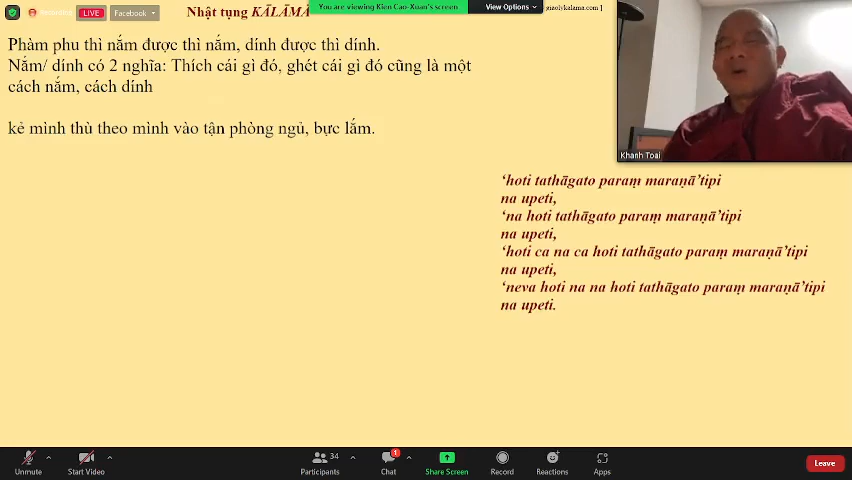 Nhật tụng KĀLĀMA
You are viewing Kien Cao-Xuan's screen
View Options
giaolykalama.com ]
LIVE
Facebook
Phàm phu thì nắm được thì nắm, dính được thì dính.
Nắm/ dính có 2 nghĩa: Thích cái gì đó, ghét cái gì đó cũng là một
cách nắm, cách dính
kẻ mình thù theo mình vào tận phòng ngủ, bực lắm.
Khanh Toai
‘hoti tathāgato paraṃ maraṇā’tipi
na upeti,
‘na hoti tathāgato paraṃ maraṇā’tipi
na upeti,
‘hoti ca na ca hoti tathāgato paraṃ maraṇā’tipi
na upeti,
‘neva hoti na na hoti tathāgato paraṃ maraṇā’tipi
na upeti.
Unmute
Start Video
Participants
34
Chat
1
Share Screen
Record
Reactions
Apps
Leave